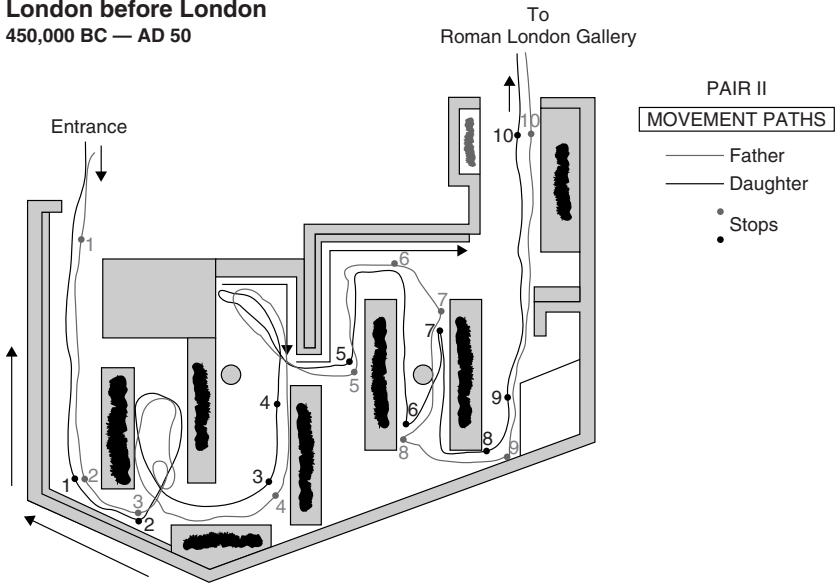 London before London
450,000 BC — AD 50
To
Roman London Gallery
Entrance
PAIR II
MOVEMENT PATHS
Father
Daughter
Stops
10
10
1
6
7
7
5
5
4
9
6
8
8
9
3
4
1
2
3
2